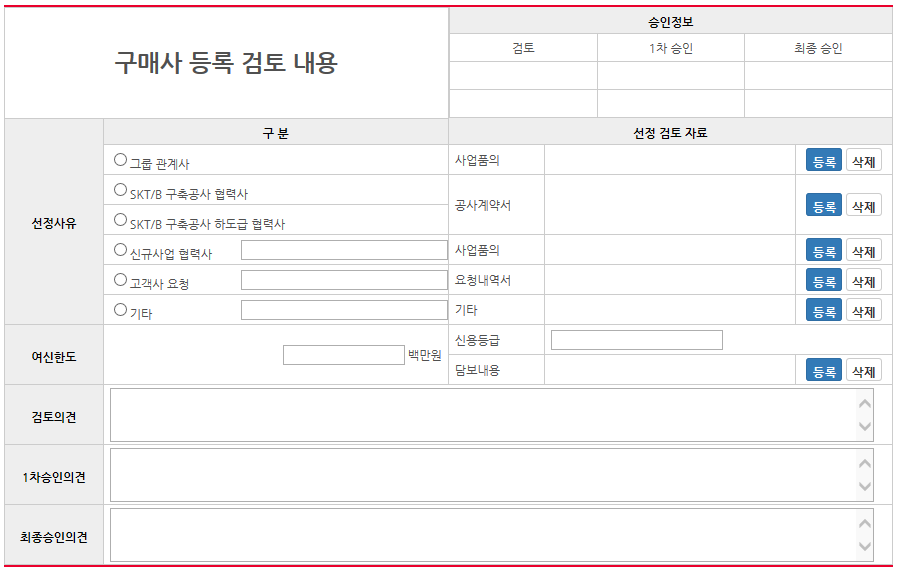 구매사 등록 검토 내용
승인정보
검토 1차 승인 최종 승인
구 분 선정 검토 자료
선정사유
그룹 관계사 사업품의 등록 삭제
SKT/B 구축공사 협력사
공사계약서 등록 삭제
SKT/B 구축공사 하도급 협력사
신규사업 협력사 사업품의 등록 삭제
고객사 요청 요청내역서 등록 삭제
기타 기타 등록 삭제
여신한도 백만원
신용등급
담보내용 등록 삭제
검토의견
1차승인의견
최종승인의견